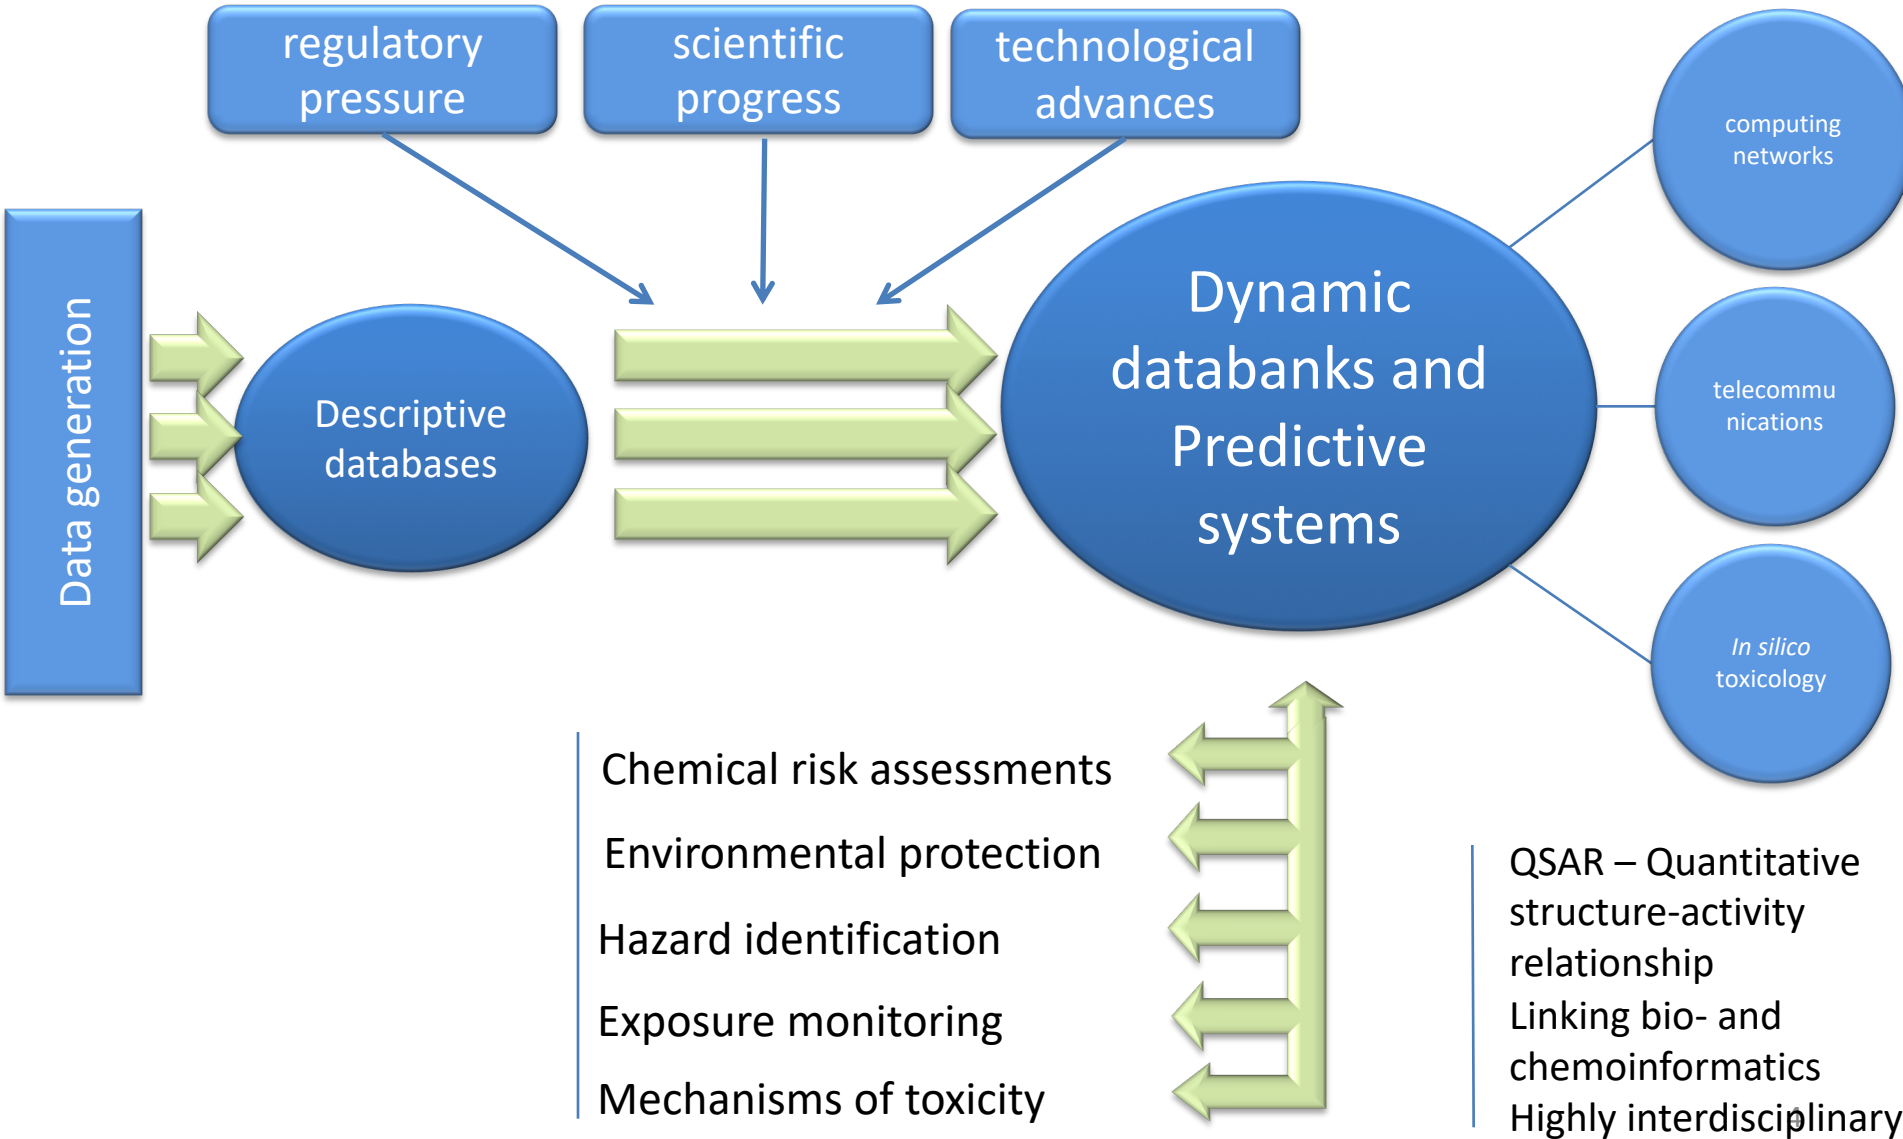 regulatory
pressure
scientific
progress
technological
advances
computing
networks
Data generation
Descriptive
databases
Dynamic
databanks and
Predictive
systems
telecommu
nications
In silico
toxicology
Chemical risk assessments
Environmental protection
Hazard identification
Exposure monitoring
Mechanisms of toxicity
QSAR – Quantitative
structure-activity
relationship
Linking bio- and
chemoinformatics
Highly interdisciplinary